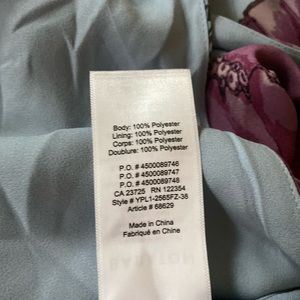 Body: 100% Polyester
Lining: 100% Polyester
Corps: 100% Polyester
Doublure: 100% Polyester
P.O. # 4500089746
P.O. # 4500089747
P.O. # 4500089748
CA 23725 RN 122354
Style # YPL1-2565FZ-38
Article # 68629
Made in China
Fabriqué en Chine